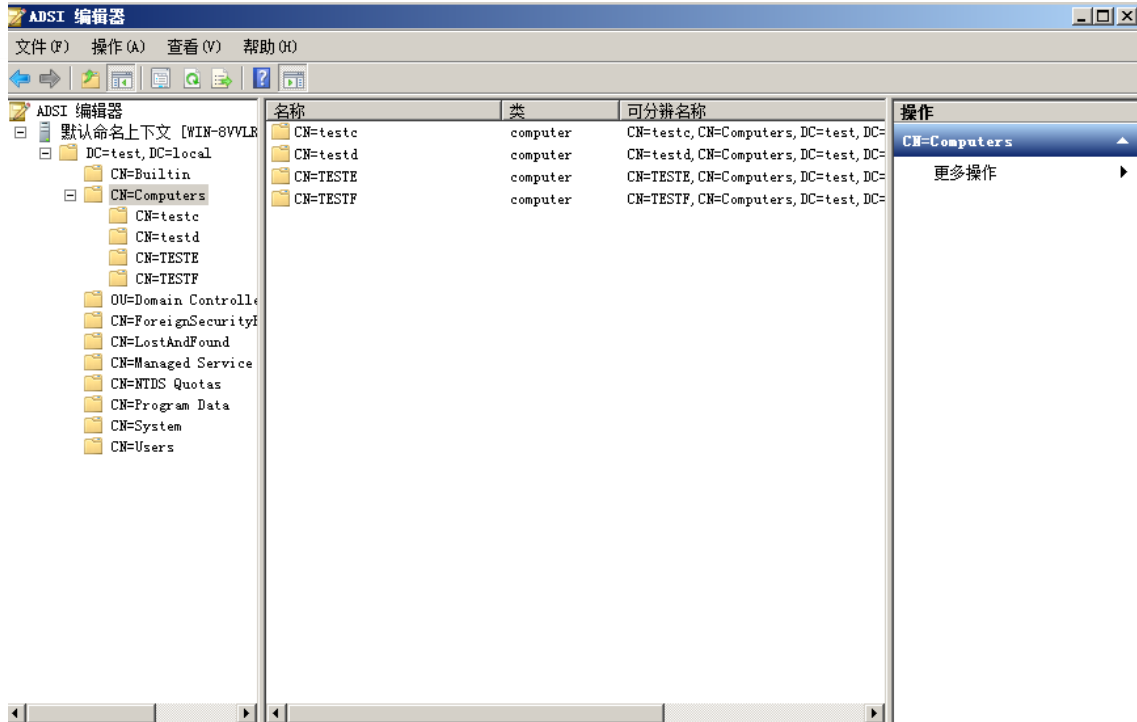 ADSI 编辑器
文件(F) 操作(A) 查看(V) 帮助(H)
ADSI 编辑器
默认命名上下文 [WIN-8VVLR
DC=test,DC=local
CN=Builtin
CN=Computers
CN=testc
CN=testd
CN=TESTE
CN=TESTF
OU=Domain Controlle
CN=ForeignSecurityP
CN=LostAndFound
CN=Managed Service
CN=NTDS Quotas
CN=Program Data
CN=System
CN=Users
名称 类 可分辨名称
CN=testc computer CN=testc,CN=Computers,DC=test,DC=
CN=testd computer CN=testd,CN=Computers,DC=test,DC=
CN=TESTE computer CN=TESTE,CN=Computers,DC=test,DC=
CN=TESTF computer CN=TESTF,CN=Computers,DC=test,DC=
操作
CN=Computers
更多操作